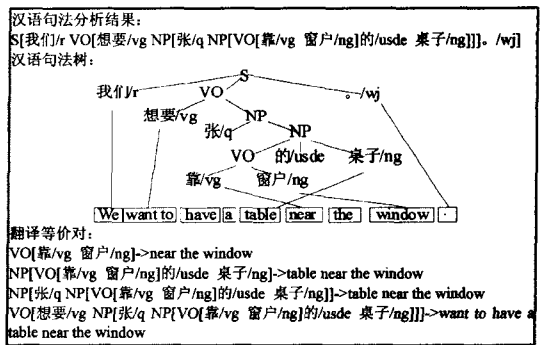 汉语句法分析结果：
S[我们/r VO[想要/vg NP[张/q NP[VO[靠/vg 窗户/ng]的/usde 桌子/ng]]]。/wj]
汉语句法树：
S
我们/r VO 。/wj
想要/vg NP
张/q NP
VO 的/usde 桌子/ng
靠/vg 窗户/ng
We want to have a table near the window .
翻译等价对：
VO[靠/vg 窗户/ng]->near the window
NP[VO[靠/vg 窗户/ng]的/usde 桌子/ng]->table near the window
NP[张/q NP[VO[靠/vg 窗户/ng]的/usde 桌子/ng]]->table near the window
VO[想要/vg NP[张/q NP[VO[靠/vg 窗户/ng]的/usde 桌子/ng]]]->want to have a
table near the window